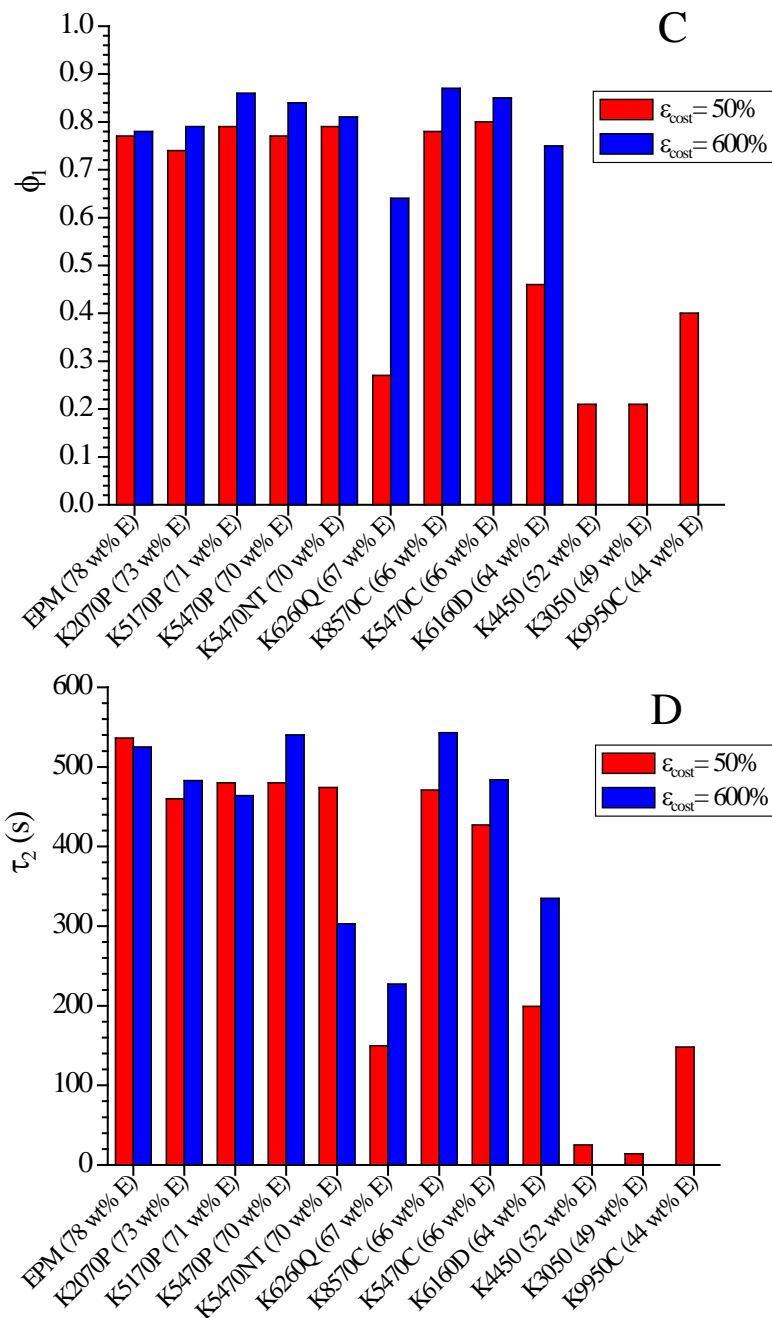 C
1.0
0.9
0.8
0.7
0.6
0.5
0.4
0.3
0.2
0.1
0.0
ϕ1
ε_cost= 50%
ε_cost= 600%
EPM (78 wt% E)
K2070P (73 wt% E)
K5170P (71 wt% E)
K5470P (70 wt% E)
K5470NT (70 wt% E)
K6260Q (67 wt% E)
K8570C (66 wt% E)
K5470C (66 wt% E)
K6160D (64 wt% E)
K4450 (52 wt% E)
K3050 (49 wt% E)
K9950C (44 wt% E)
D
600
500
400
300
200
100
0
τ2 (s)
ε_cost= 50%
ε_cost= 600%
EPM (78 wt% E)
K2070P (73 wt% E)
K5170P (71 wt% E)
K5470P (70 wt% E)
K5470NT (70 wt% E)
K6260Q (67 wt% E)
K8570C (66 wt% E)
K5470C (66 wt% E)
K6160D (64 wt% E)
K4450 (52 wt% E)
K3050 (49 wt% E)
K9950C (44 wt% E)